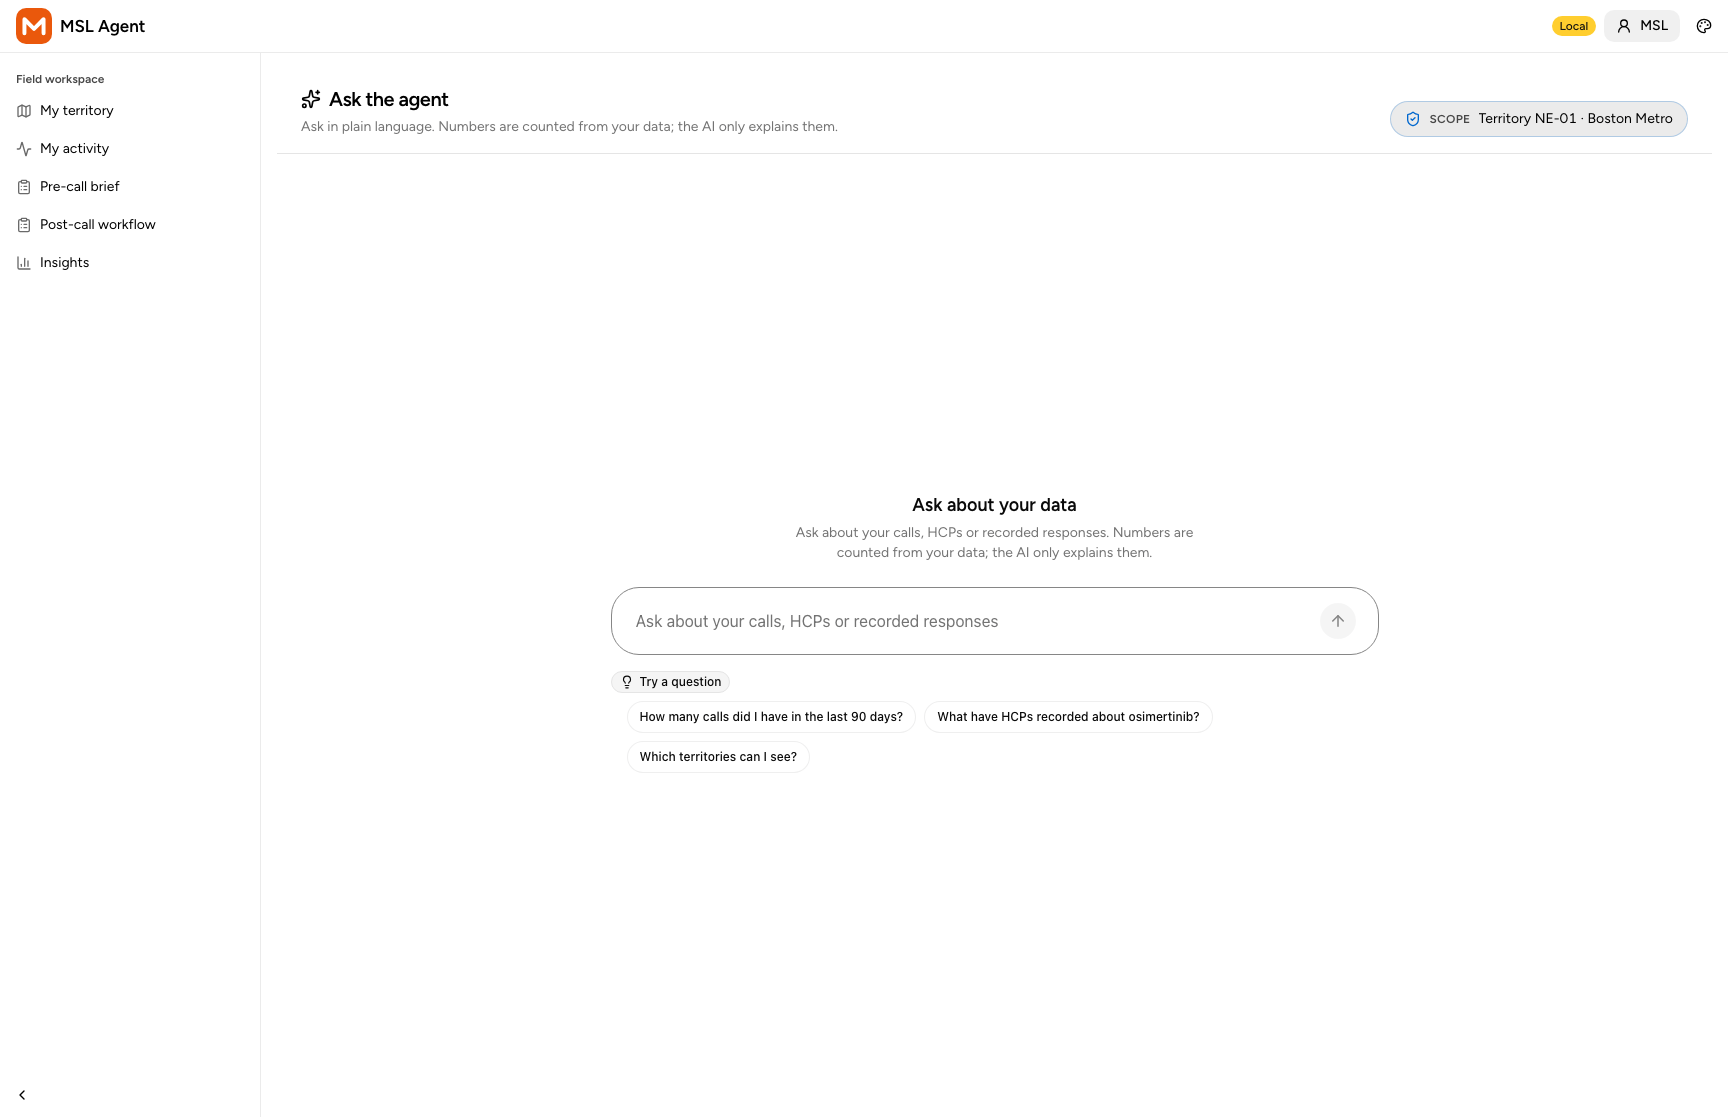 MSL Agent
Local
MSL
Field workspace
My territory
My activity
Pre-call brief
Post-call workflow
Insights
Ask the agent
Ask in plain language. Numbers are counted from your data; the AI only explains them.
SCOPE Territory NE-01 · Boston Metro
Ask about your data
Ask about your calls, HCPs or recorded responses. Numbers are
counted from your data; the AI only explains them.
Ask about your calls, HCPs or recorded responses
Try a question
How many calls did I have in the last 90 days?
What have HCPs recorded about osimertinib?
Which territories can I see?